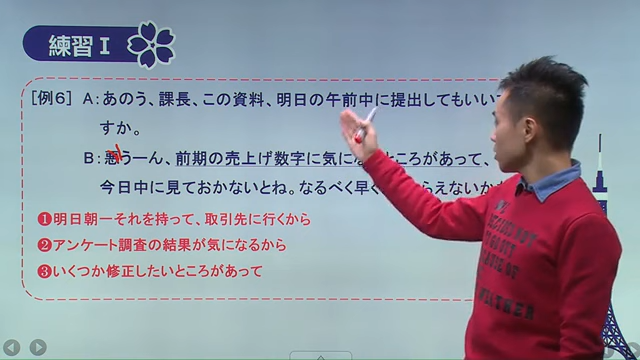 練習Ⅰ
[例6] A:あのう、課長、この資料、明日の午前中に提出してもいいで
すか。
B:悪うーん、前期の売上げ数字に気にな ところがあって、
今日中に見ておかないとね。なるべく早く らえないか
❶明日朝一それを持って、取引先に行くから
❷アンケート調査の結果が気になるから
❸いくつか修正したいところがあって